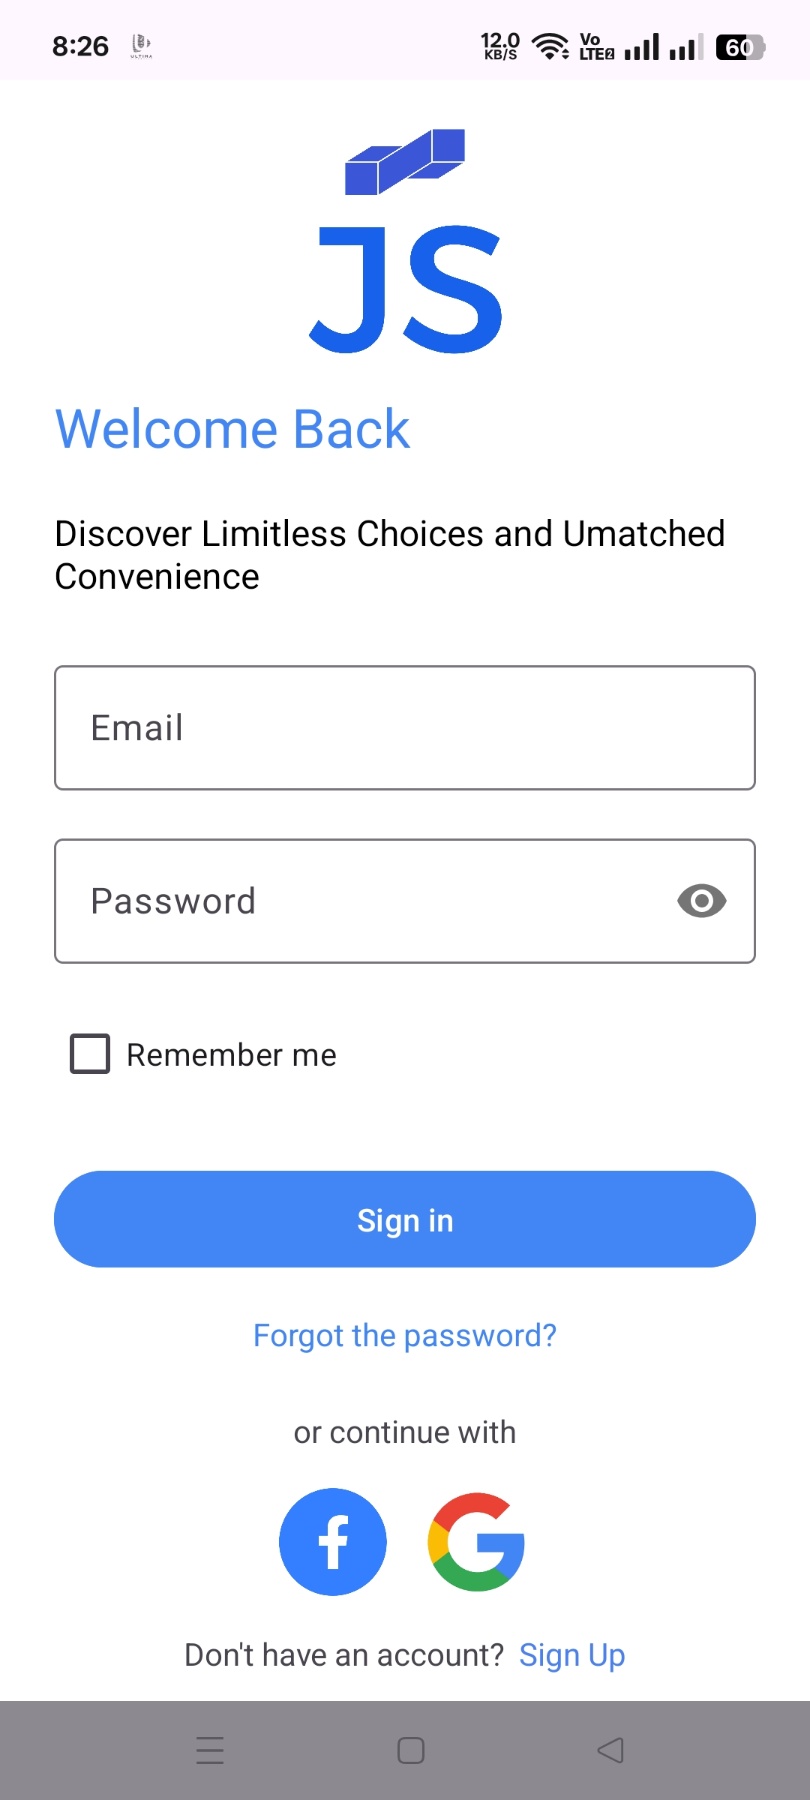 8:26
12.0
KB/S
Vo
LTE2
60
JS
Welcome Back
Discover Limitless Choices and Umatched
Convenience
Email
Password
Remember me
Sign in
Forgot the password?
or continue with
f G
Don't have an account? Sign Up